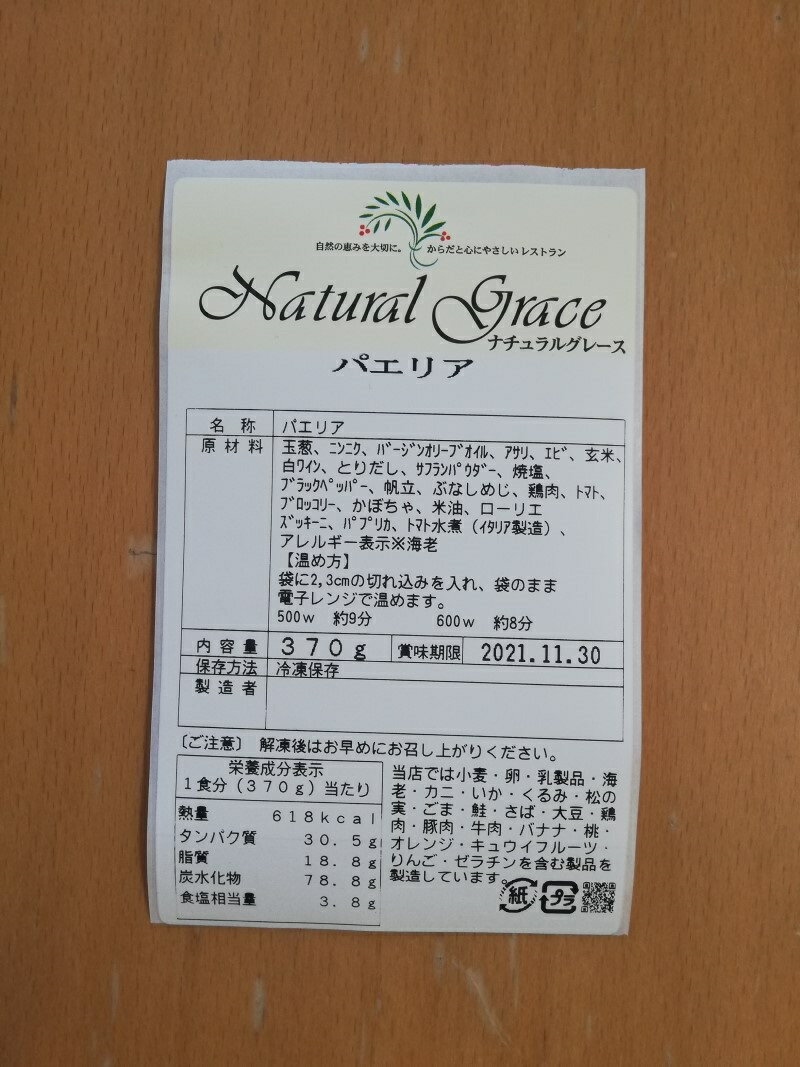 自然の恵みを大切に。 からだと心にやさしいレストラン
Natural Grace
ナチュラルグレース
パエリア
名称 パエリア
原材料 玉葱、ﾆﾝﾆｸ、ﾊﾞｰｼﾞﾝｵﾘｰﾌﾞｵｲﾙ、ｱｻﾘ、ｴﾋﾞ、玄米、
白ﾜｲﾝ、とりだし、ｻﾌﾗﾝﾊﾟｳﾀﾞｰ、焼塩、
ﾌﾞﾗｯｸﾍﾟｯﾊﾟｰ、帆立、ぶなしめじ、鶏肉、ﾄﾏﾄ、
ﾌﾞﾛｯｺﾘｰ、かぼちゃ、米油、ローリエ
ｽﾞｯｷｰﾆ、ﾊﾟﾌﾟﾘｶ、ﾄﾏﾄ水煮（ｲﾀﾘｱ製造）、
アレルギー表示※海老
【温め方】
袋に2,3cmの切れ込みを入れ、袋のまま
電子レンジで温めます。
500w 約9分 600w 約8分
内容量 370g 賞味期限 2021.11.30
保存方法 冷凍保存
製造者
〔ご注意〕 解凍後はお早めにお召し上がりください。
栄養成分表示
1食分（370g）当たり
熱量 618kcal
タンパク質 30.5g
脂質 18.8g
炭水化物 78.8g
食塩相当量 3.8g
当店では小麦・卵・乳製品・海
老・カニ・いか・くるみ・松の
実・ごま・鮭・さば・大豆・鶏
肉・豚肉・牛肉・バナナ・桃・
オレンジ・キュウイフルーツ・
りんご・ゼラチンを含む製品を
製造しています。
紙 プラ